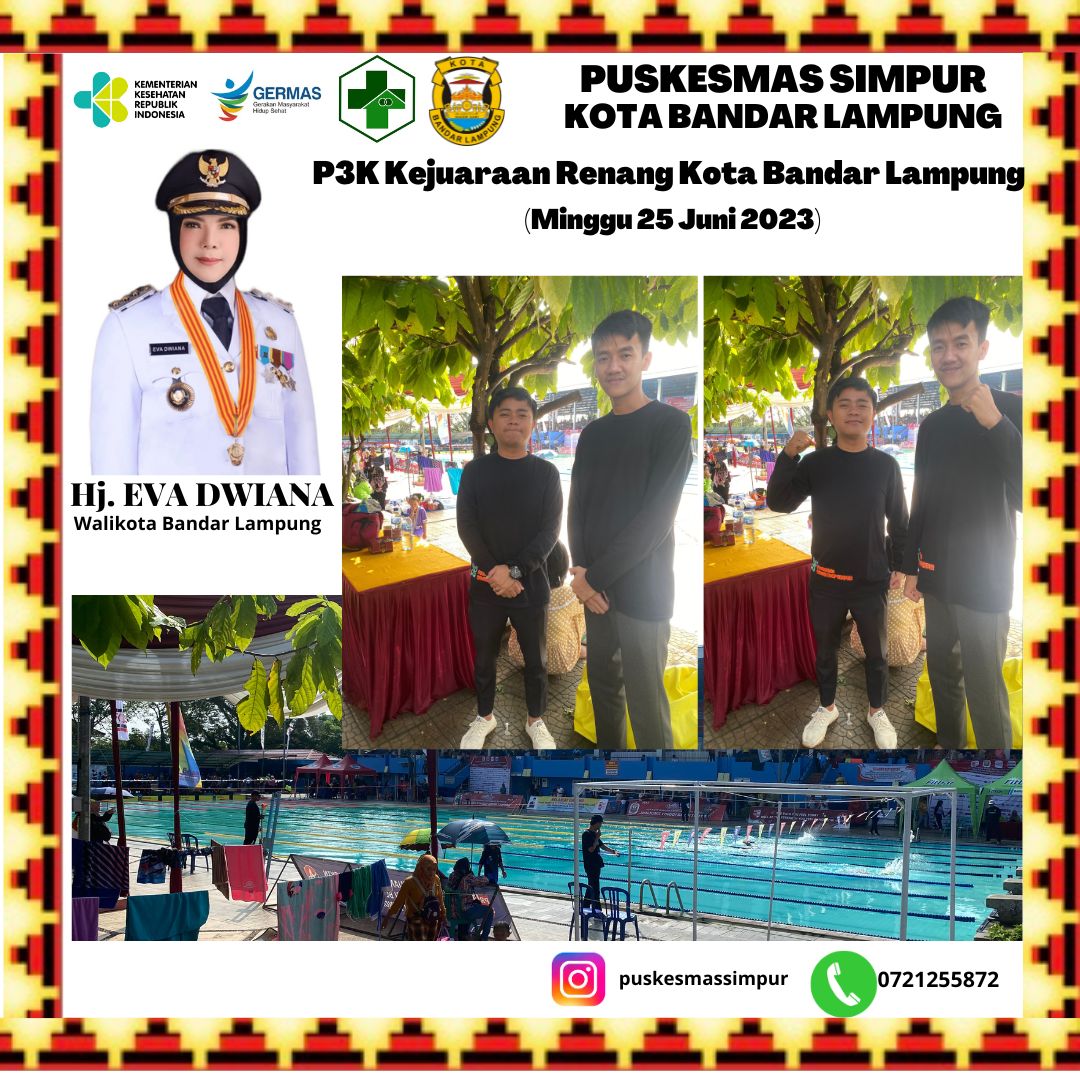 KEMENTERIAN
KESEHATAN
REPUBLIK
INDONESIA
GERMAS
Gerakan Masyarakat
Hidup Sehat
KOTA
BANDAR LAMPUNG
PUSKESMAS SIMPUR
KOTA BANDAR LAMPUNG
P3K Kejuaraan Renang Kota Bandar Lampung
(Minggu 25 Juni 2023)
EVA DWIANA
Hj. EVA DWIANA
Walikota Bandar Lampung
puskesmassimpur
0721255872